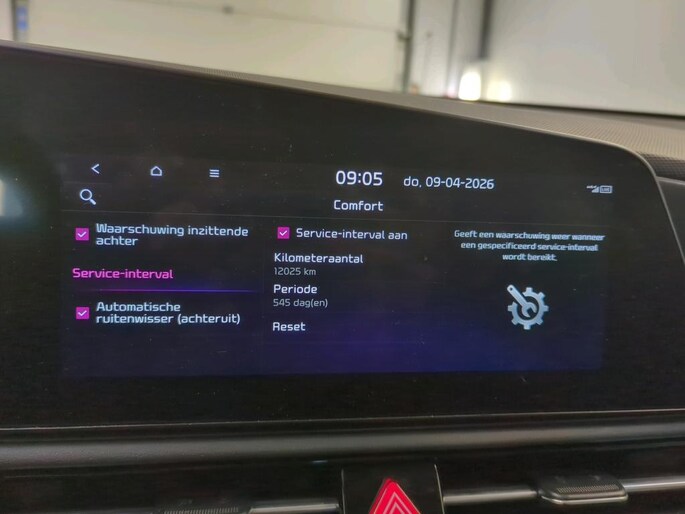 09:05
do, 09-04-2026
Comfort
Waarschuwing inzittende
achter
Service-interval
Automatische
ruitenwisser (achteruit)
Service-interval aan
Kilometeraantal
12025 km
Periode
545 dag(en)
Reset
Geeft een waarschuwing weer wanneer
een gespecificeerd service-interval
wordt bereikt.